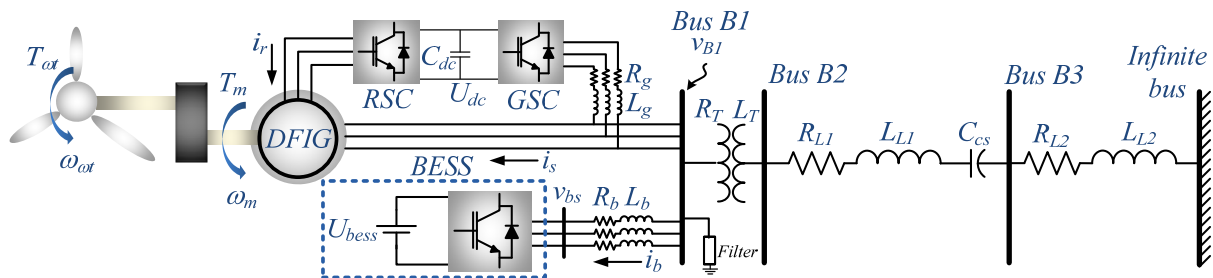 T_ωt
ω_ωt
T_m
ω_m
i_r
DFIG
RSC
C_dc
U_dc
GSC
R_g
L_g
i_s
BESS
U_bess
v_bs
R_b L_b
i_b
Bus B1
v_B1
R_T L_T
Filter
Bus B2
R_L1
L_L1
C_cs
Bus B3
R_L2
L_L2
Infinite
bus